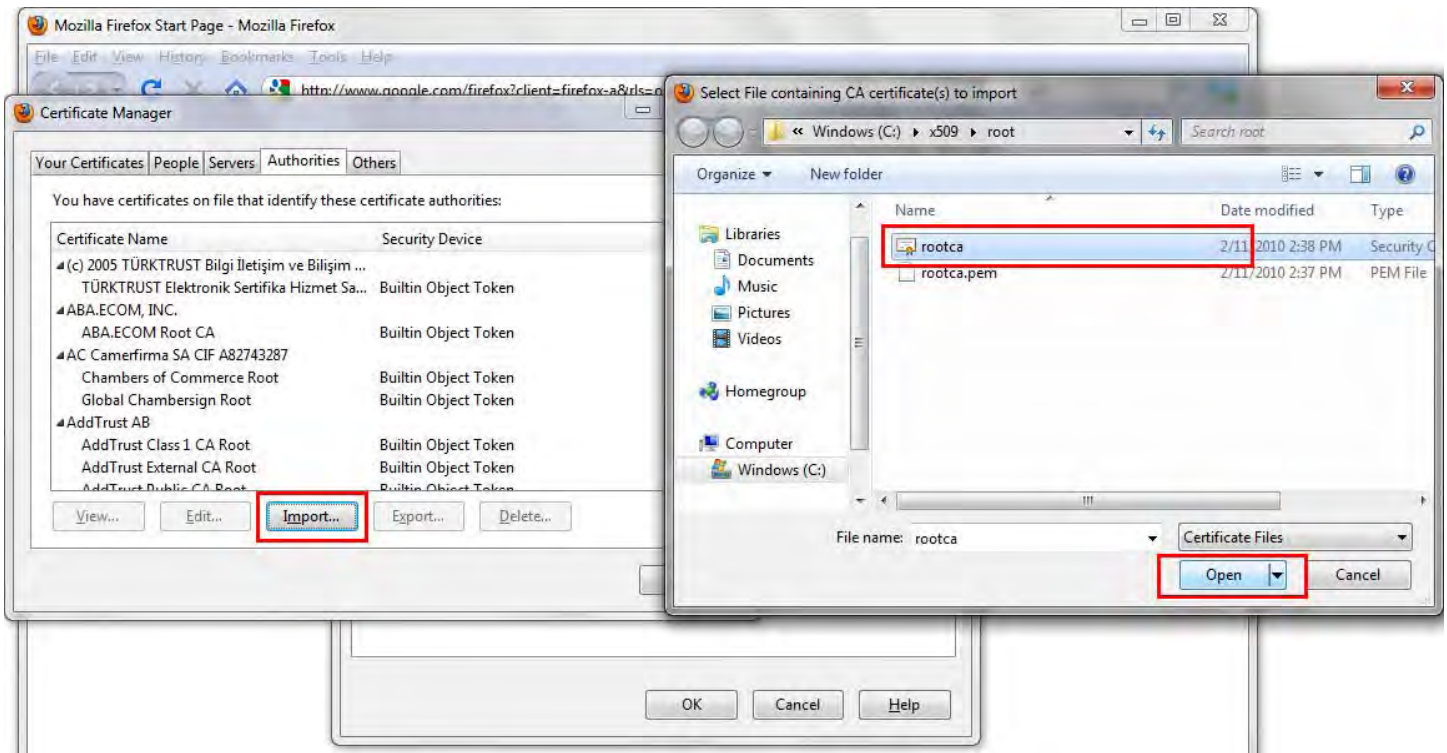 Mozilla Firefox Start Page - Mozilla Firefox
File Edit View History Bookmarks Tools Help
http://www.google.com/firefox?client=firefox-a&rls=o
Certificate Manager
Your Certificates People Servers Authorities Others
You have certificates on file that identify these certificate authorities:
Certificate Name Security Device
(c) 2005 TÜRKTRUST Bilgi İletişim ve Bilişim ...
TÜRKTRUST Elektronik Sertifika Hizmet Sa... Builtin Object Token
ABA.ECOM, INC.
ABA.ECOM Root CA Builtin Object Token
AC Camerfirma SA CIF A82743287
Chambers of Commerce Root Builtin Object Token
Global Chambersign Root Builtin Object Token
AddTrust AB
AddTrust Class 1 CA Root Builtin Object Token
AddTrust External CA Root Builtin Object Token
AddTrust Public CA Root Builtin Object Token
View... Edit... Import... Export... Delete...
Select File containing CA certificate(s) to import
« Windows (C:) x509 root Search root
Organize New folder
Name Date modified Type
rootca 2/11/2010 2:38 PM Security C
rootca.pem 2/11/2010 2:37 PM PEM File
Libraries
Documents
Music
Pictures
Videos
Homegroup
Computer
Windows (C:)
File name: rootca Certificate Files
Open Cancel
OK Cancel Help